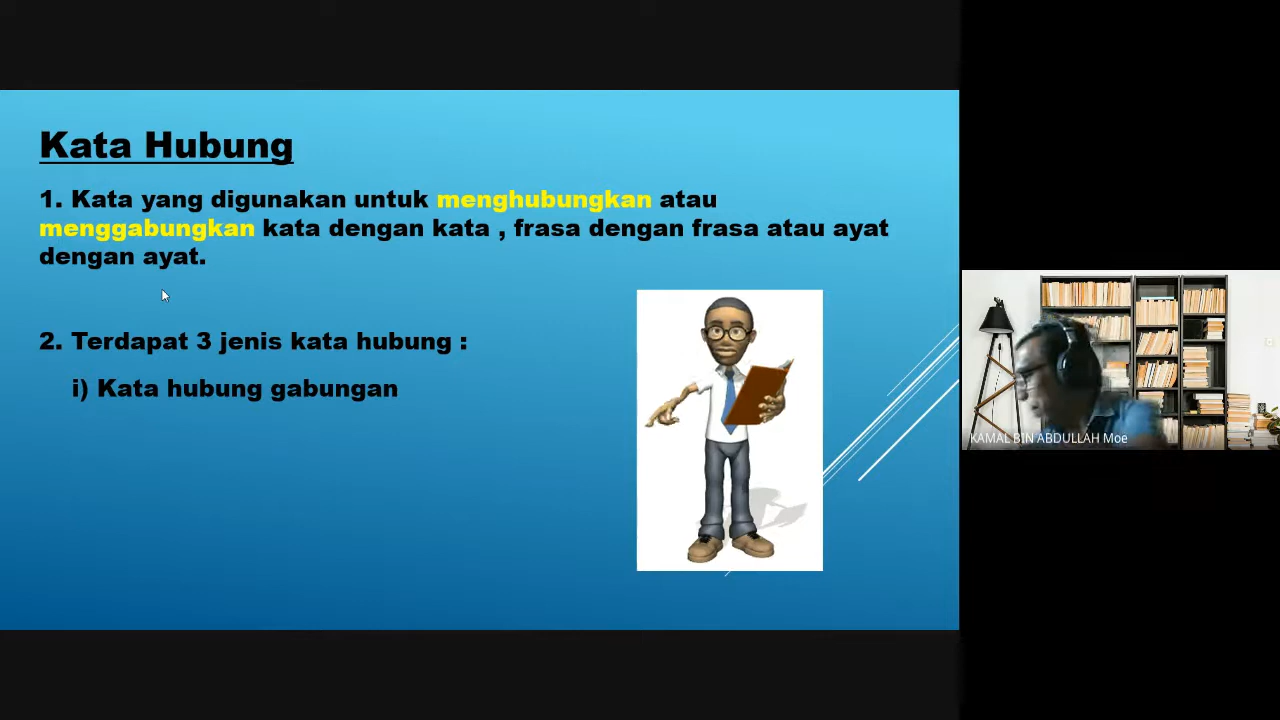 Kata Hubung
1. Kata yang digunakan untuk menghubungkan atau
menggabungkan kata dengan kata , frasa dengan frasa atau ayat
dengan ayat.
2. Terdapat 3 jenis kata hubung :
i) Kata hubung gabungan
KAMAL BIN ABDULLAH Moe